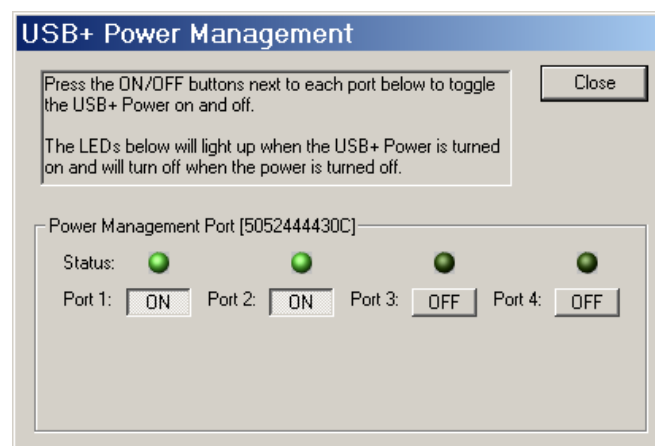 USB+ Power Management
Press the ON/OFF buttons next to each port below to toggle
the USB+ Power on and off.
Close
The LEDs below will light up when the USB+ Power is turned
on and will turn off when the power is turned off.
Power Management Port [5052444430C]
Status:
Port 1: ON Port 2: ON Port 3: OFF Port 4: OFF